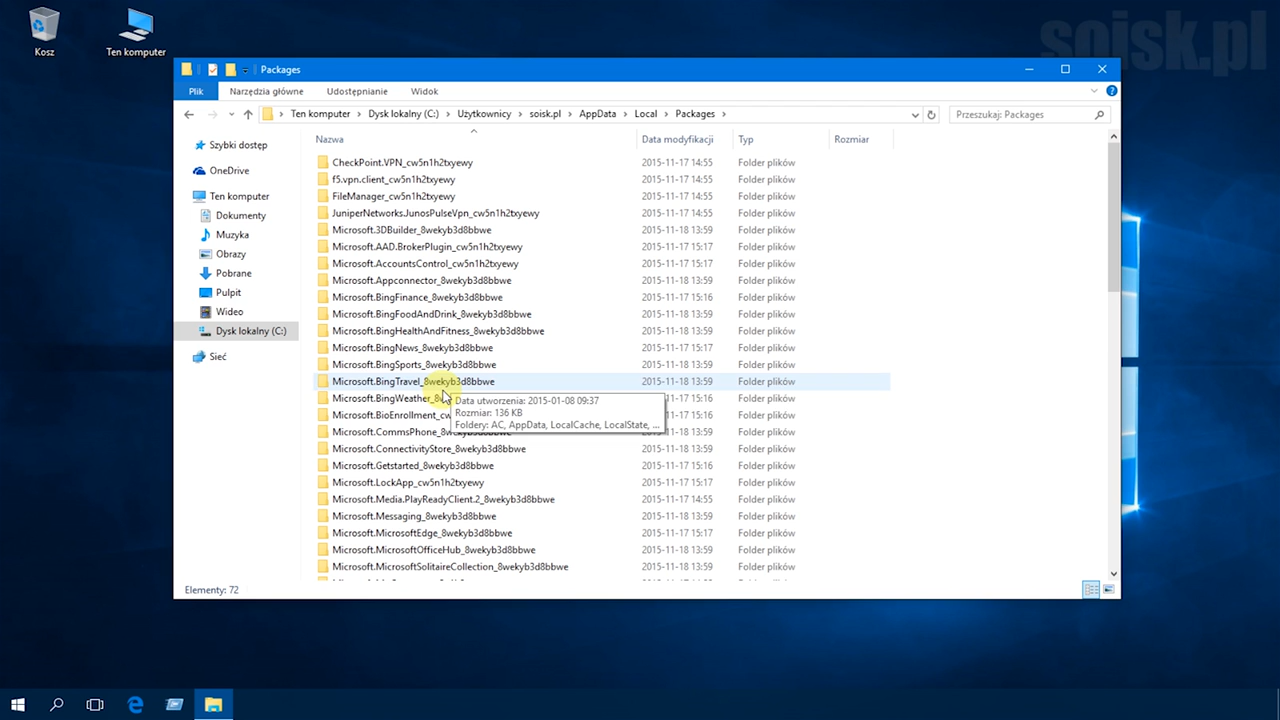 soisk.pl
Kosz
Ten komputer
Packages
Plik Narzędzia główne Udostępnianie Widok
Ten komputer Dysk lokalny (C:) Użytkownicy soisk.pl AppData Local Packages Przeszukaj: Packages
Nazwa Data modyfikacji Typ Rozmiar
Szybki dostęp
OneDrive
Ten komputer
Dokumenty
Muzyka
Obrazy
Pobrane
Pulpit
Wideo
Dysk lokalny (C:)
Sieć
CheckPoint.VPN_cw5n1h2txyewy 2015-11-17 14:55 Folder plików
f5.vpn.client_cw5n1h2txyewy 2015-11-17 14:55 Folder plików
FileManager_cw5n1h2txyewy 2015-11-17 14:55 Folder plików
JuniperNetworks.JunosPulseVpn_cw5n1h2txyewy 2015-11-17 14:55 Folder plików
Microsoft.3DBuilder_8wekyb3d8bbwe 2015-11-18 13:59 Folder plików
Microsoft.AAD.BrokerPlugin_cw5n1h2txyewy 2015-11-17 15:17 Folder plików
Microsoft.AccountsControl_cw5n1h2txyewy 2015-11-17 15:17 Folder plików
Microsoft.Appconnector_8wekyb3d8bbwe 2015-11-18 13:59 Folder plików
Microsoft.BingFinance_8wekyb3d8bbwe 2015-11-17 15:16 Folder plików
Microsoft.BingFoodAndDrink_8wekyb3d8bbwe 2015-11-18 13:59 Folder plików
Microsoft.BingHealthAndFitness_8wekyb3d8bbwe 2015-11-18 13:59 Folder plików
Microsoft.BingNews_8wekyb3d8bbwe 2015-11-17 15:16 Folder plików
Microsoft.BingSports_8wekyb3d8bbwe 2015-11-17 15:16 Folder plików
Microsoft.BingTravel_8wekyb3d8bbwe 2015-11-18 13:59 Folder plików
Microsoft.BingWeather_8w 2015-11-17 15:16 Folder plików
Microsoft.BioEnrollment_cw 2015-11-17 15:17 Folder plików
Microsoft.CommsPhone_8wekyb3d8bbwe 2015-11-18 13:59 Folder plików
Microsoft.ConnectivityStore_8wekyb3d8bbwe 2015-11-18 13:59 Folder plików
Microsoft.Getstarted_8wekyb3d8bbwe 2015-11-17 15:16 Folder plików
Microsoft.LockApp_cw5n1h2txyewy 2015-11-17 15:17 Folder plików
Microsoft.Media.PlayReadyClient.2_8wekyb3d8bbwe 2015-11-17 14:55 Folder plików
Microsoft.Messaging_8wekyb3d8bbwe 2015-11-18 13:59 Folder plików
Microsoft.MicrosoftEdge_8wekyb3d8bbwe 2015-11-17 15:17 Folder plików
Microsoft.MicrosoftOfficeHub_8wekyb3d8bbwe 2015-11-18 13:59 Folder plików
Microsoft.MicrosoftSolitaireCollection_8wekyb3d8bbwe 2015-11-18 13:59 Folder plików
Data utworzenia: 2015-01-08 09:37
Rozmiar: 136 KB
Foldery: AC, AppData, LocalCache, LocalState, ...
Elementy: 72